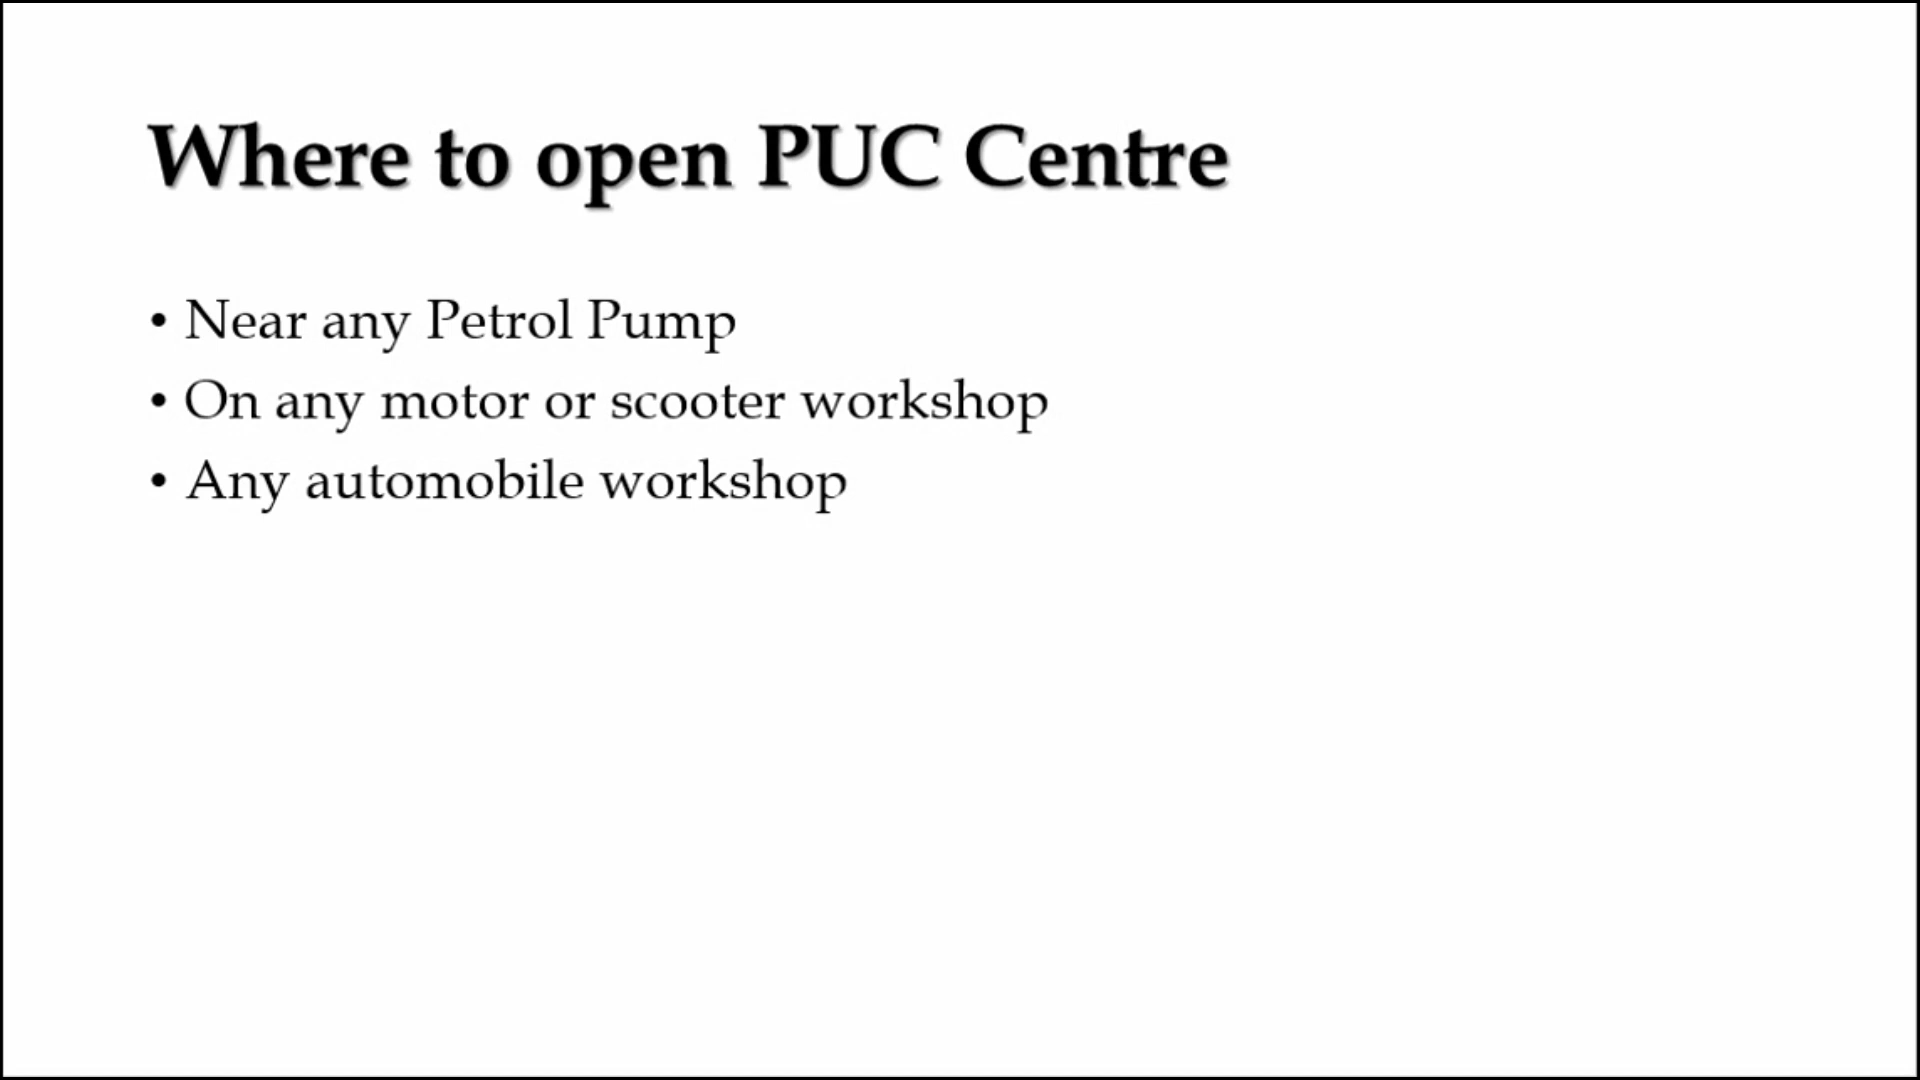 Where to open PUC Centre
• Near any Petrol Pump
• On any motor or scooter workshop
• Any automobile workshop